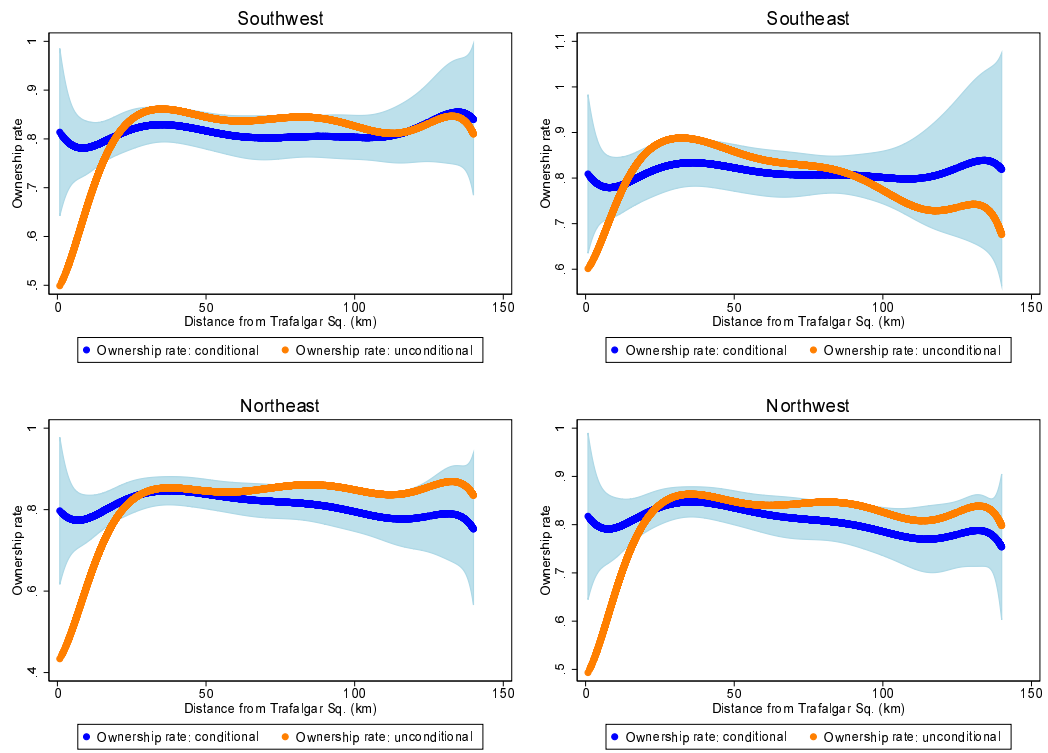 Southwest
1
.9
.8
.7
.6
.5
Ownership rate
0
50
100
150
Distance from Trafalgar Sq. (km)
Ownership rate: conditional
Ownership rate: unconditional
Southeast
1.1
1
.9
.8
.7
.6
Ownership rate
0
50
100
150
Distance from Trafalgar Sq. (km)
Ownership rate: conditional
Ownership rate: unconditional
Northeast
1
.8
.6
.4
Ownership rate
0
50
100
150
Distance from Trafalgar Sq. (km)
Ownership rate: conditional
Ownership rate: unconditional
Northwest
1
.9
.8
.7
.6
.5
Ownership rate
0
50
100
150
Distance from Trafalgar Sq. (km)
Ownership rate: conditional
Ownership rate: unconditional